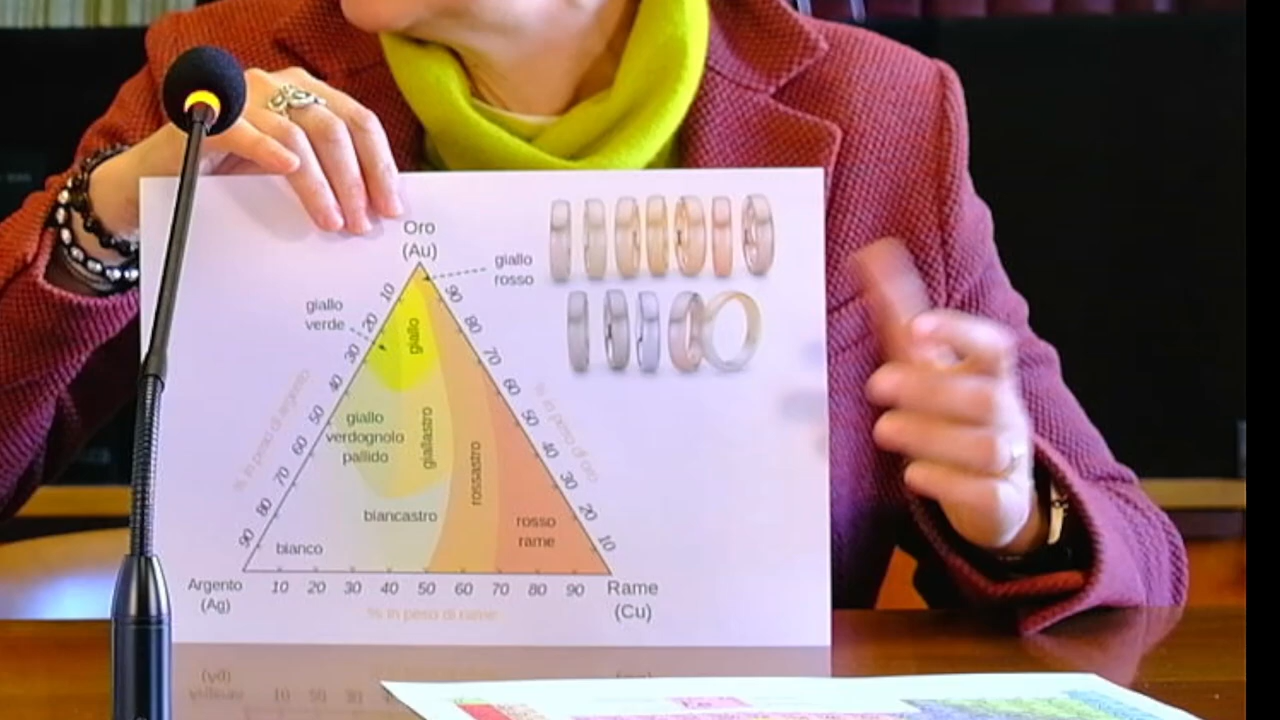 Oro
(Au)
giallo
rosso
giallo
verde
10
20
30
40
50
60
70
80
90
90
80
70
60
50
40
30
20
10
% in peso di argento
% in peso di oro
giallo
giallo
verdognolo
pallido
giallastro
rossastro
biancastro
bianco
rosso
rame
Argento
(Ag)
10 20 30 40 50 60 70 80 90
Rame
(Cu)
% in peso di rame